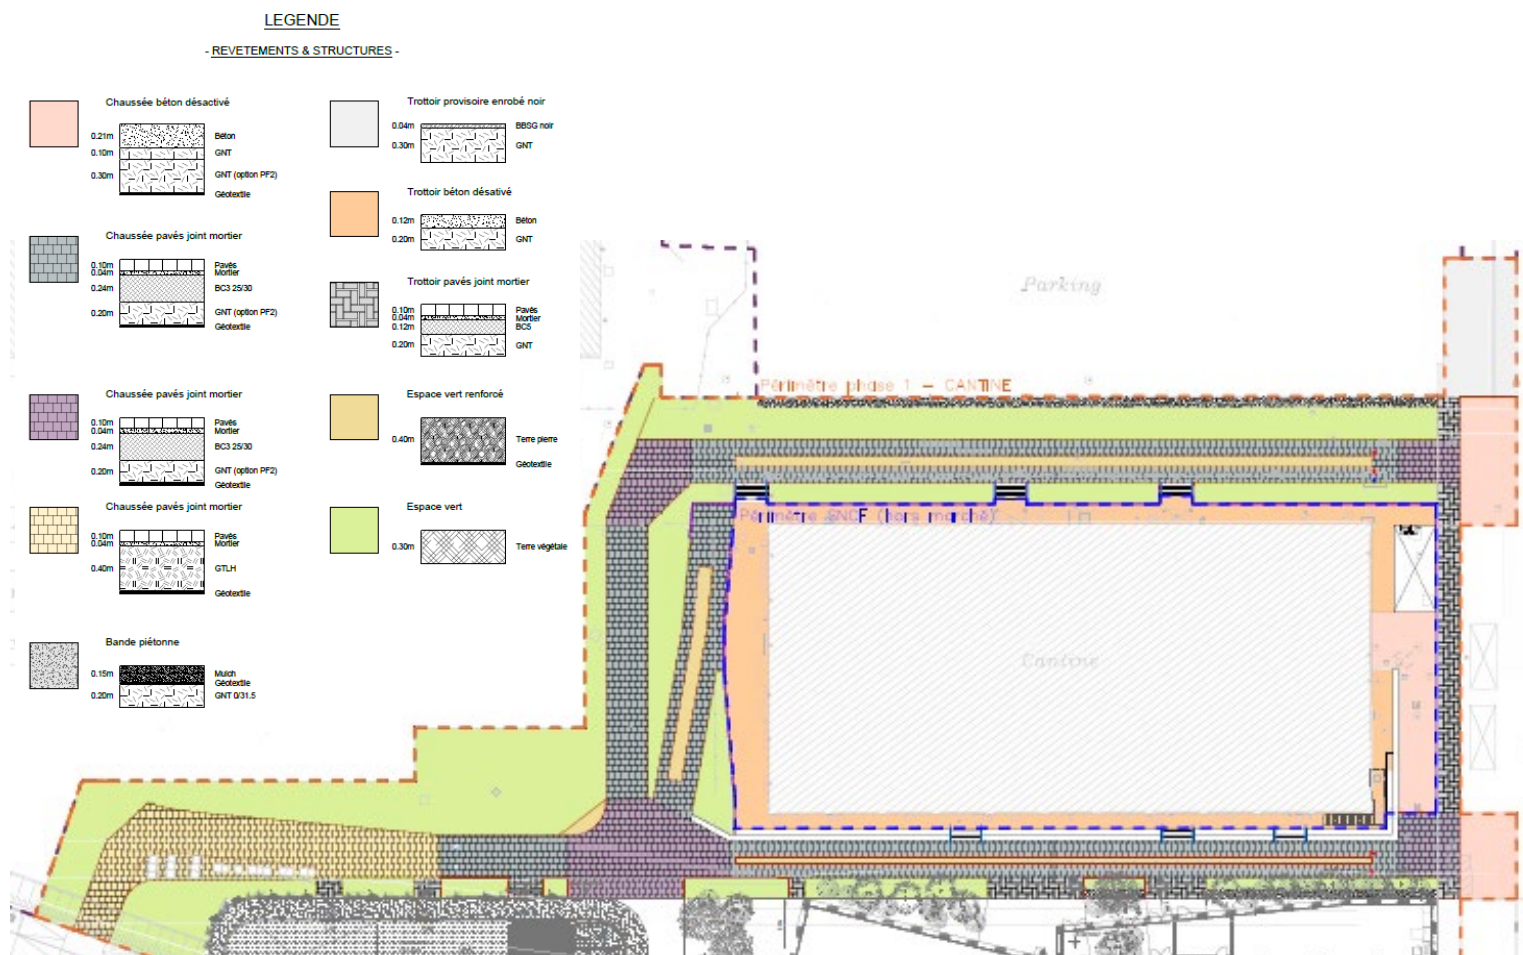 LEGENDE
- REVETEMENTS & STRUCTURES -
Chaussée béton désactivé
0.21m Béton
0.10m GNT
0.30m GNT (option PF2)
Géotextile
Chaussée pavés joint mortier
0.10m Pavés
0.04m Mortier
0.24m BC3 25/30
0.20m GNT (option PF2)
Géotextile
Chaussée pavés joint mortier
0.10m Pavés
0.04m Mortier
0.24m BC3 25/30
0.20m GNT (option PF2)
Géotextile
Chaussée pavés joint mortier
0.10m Pavés
0.04m Mortier
0.40m GTLH
Géotextile
Bande piétonne
0.15m Mulch
Géotextile
0.20m GNT 0/31.5
Trottoir provisoire enrobé noir
0.04m BBSG noir
0.30m GNT
Trottoir béton désativé
0.12m Béton
0.20m GNT
Trottoir pavés joint mortier
0.10m Pavés
0.04m Mortier
0.12m BC5
0.20m GNT
Espace vert renforcé
0.40m Terre pierre
Géotextile
Espace vert
0.30m Terre végétale
Parking
Périmètre phase 1 – CANTINE
Périmètre SNCF (hors marché)
Cantine